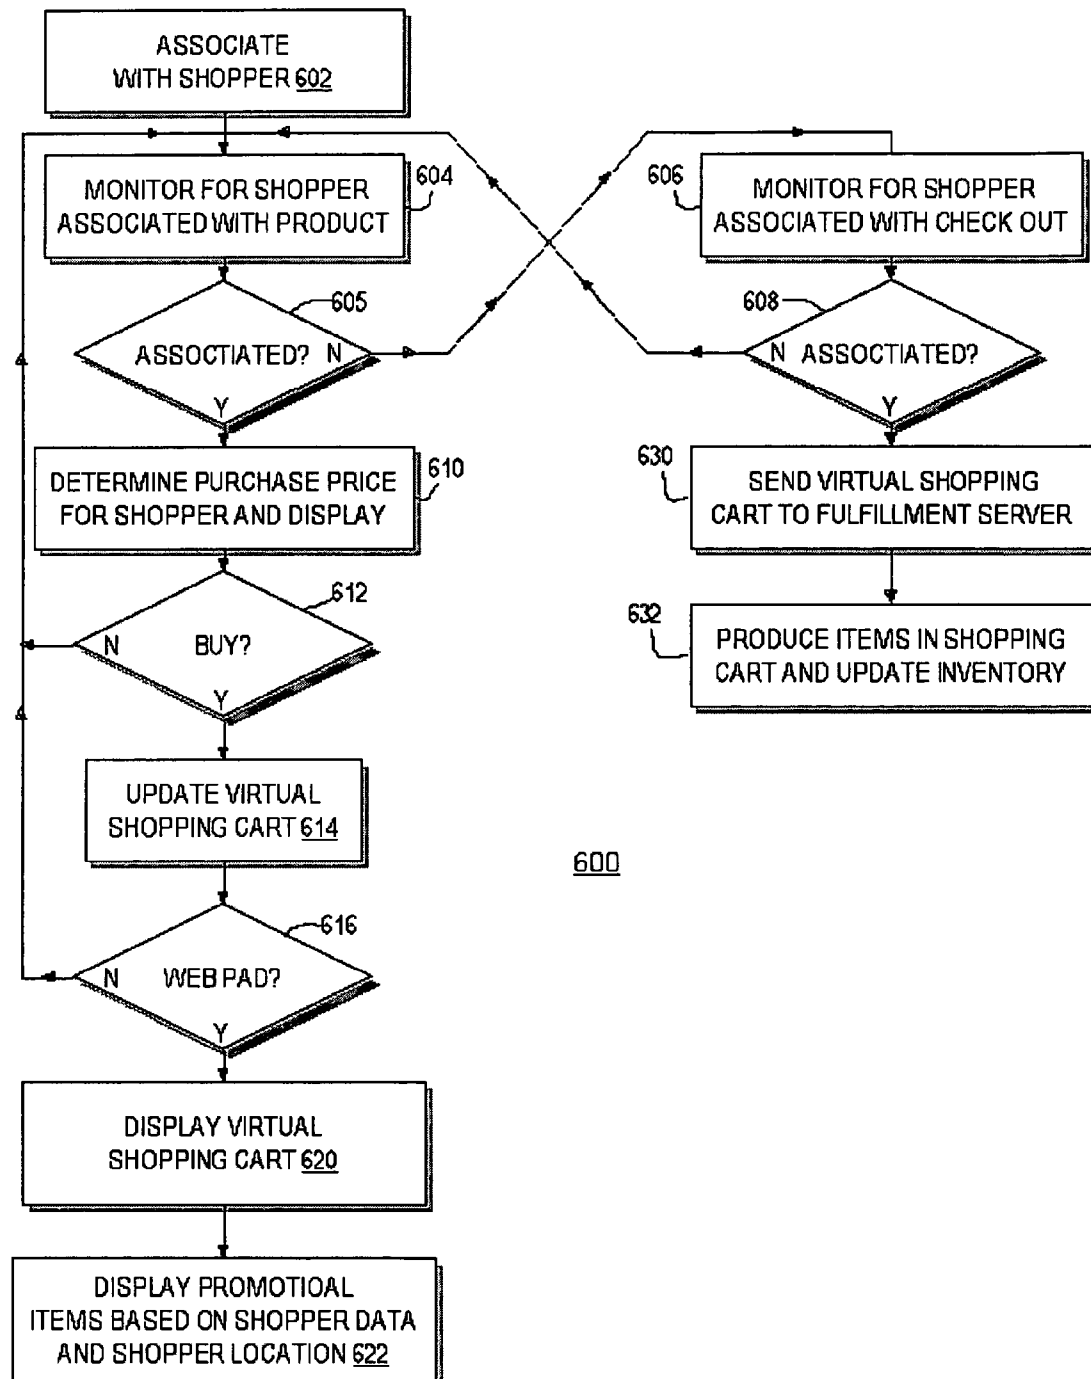 ASSOCIATE
WITH SHOPPER 602
MONITOR FOR SHOPPER
ASSOCIATED WITH PRODUCT
604
605
ASSOCTIATED?
N
Y
DETERMINE PURCHASE PRICE
FOR SHOPPER AND DISPLAY
610
612
N
BUY?
Y
UPDATE VIRTUAL
SHOPPING CART 614
616
N
WEB PAD?
Y
DISPLAY VIRTUAL
SHOPPING CART 620
DISPLAY PROMOTIOAL
ITEMS BASED ON SHOPPER DATA
AND SHOPPER LOCATION 622
606
MONITOR FOR SHOPPER
ASSOCIATED WITH CHECK OUT
608
N
ASSOCTIATED?
Y
630
SEND VIRTUAL SHOPPING
CART TO FULFILLMENT SERVER
632
PRODUCE ITEMS IN SHOPPING
CART AND UPDATE INVENTORY
600